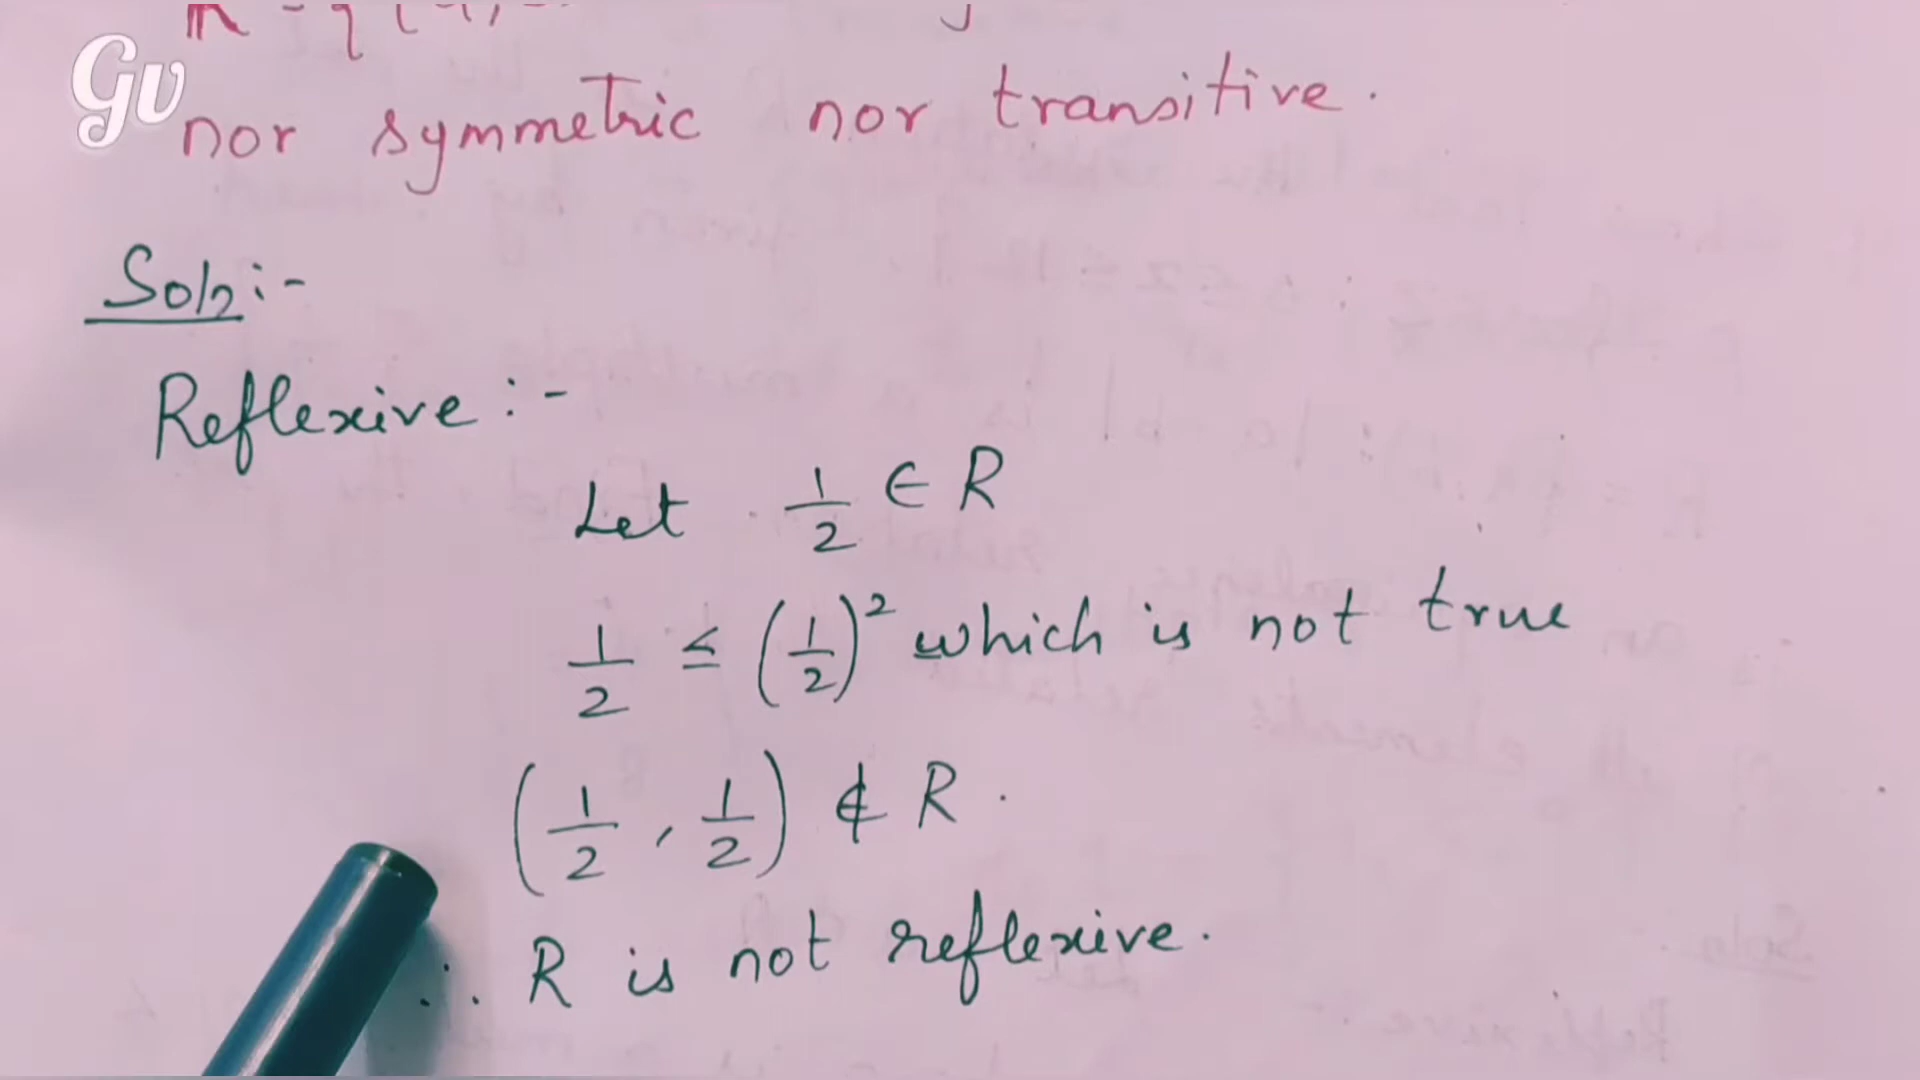 Gv
nor symmetric nor transitive.
Soln:-
Reflexive :-
Let 1/2 ∈ R
1/2 ≤ (1/2)² which is not true
(1/2, 1/2) ∉ R.
∴ R is not reflexive.